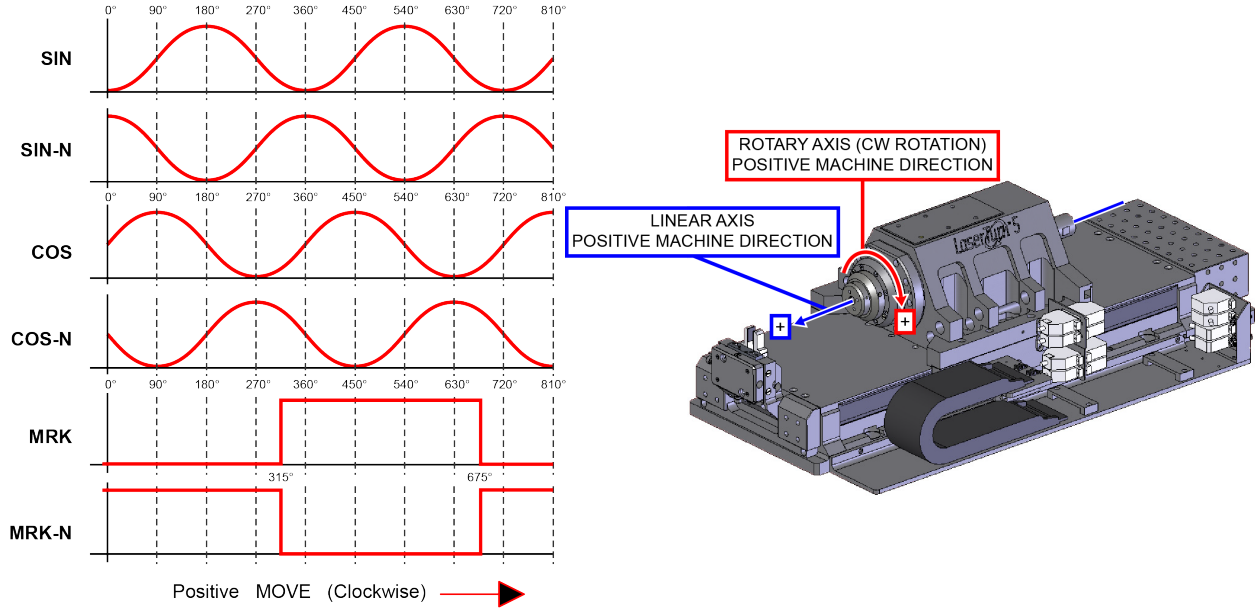 0° 90° 180° 270° 360° 450° 540° 630° 720° 810°
SIN
SIN-N
0° 90° 180° 270° 360° 450° 540° 630° 720° 810°
COS
COS-N
0° 90° 180° 270° 360° 450° 540° 630° 720° 810°
MRK
315° 675°
MRK-N
Positive MOVE (Clockwise)
ROTARY AXIS (CW ROTATION)
POSITIVE MACHINE DIRECTION
LINEAR AXIS
POSITIVE MACHINE DIRECTION
LaserTurn 5
+
+